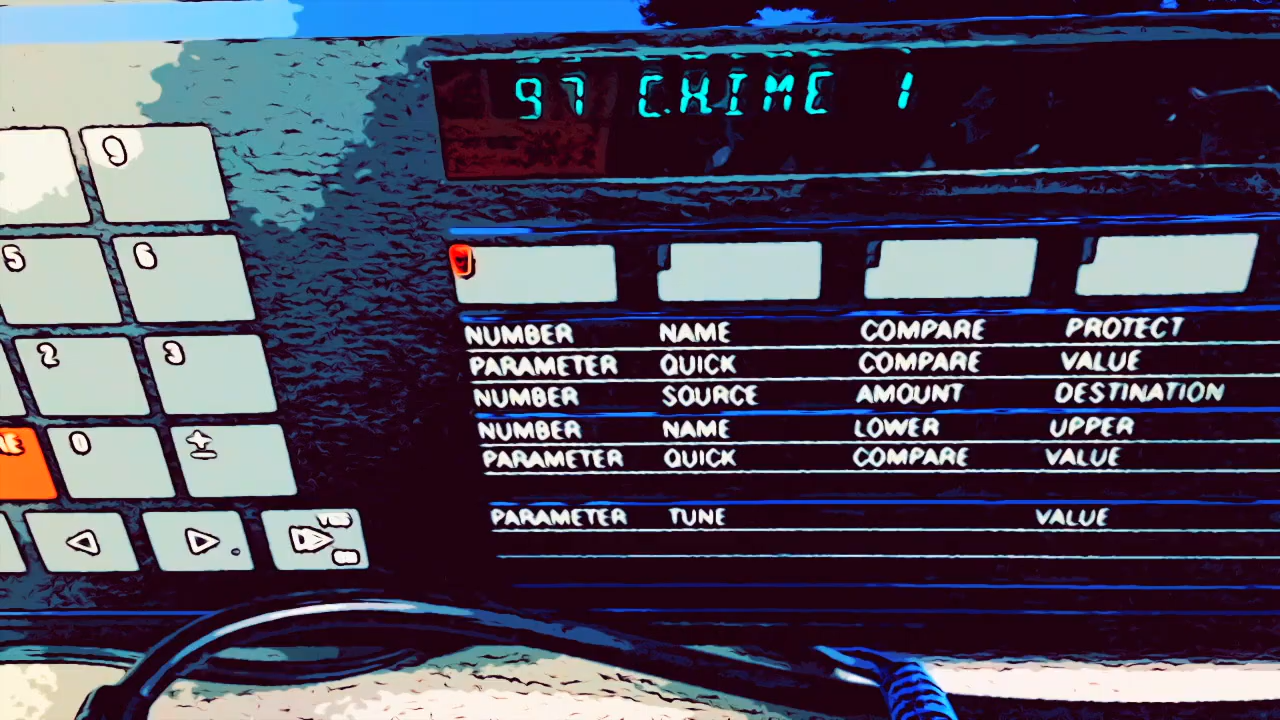 97 CHIME 1
9
5 6
2 3
0 ±
NUMBER NAME COMPARE PROTECT
PARAMETER QUICK COMPARE VALUE
NUMBER SOURCE AMOUNT DESTINATION
NUMBER NAME LOWER UPPER
PARAMETER QUICK COMPARE VALUE
PARAMETER TUNE VALUE